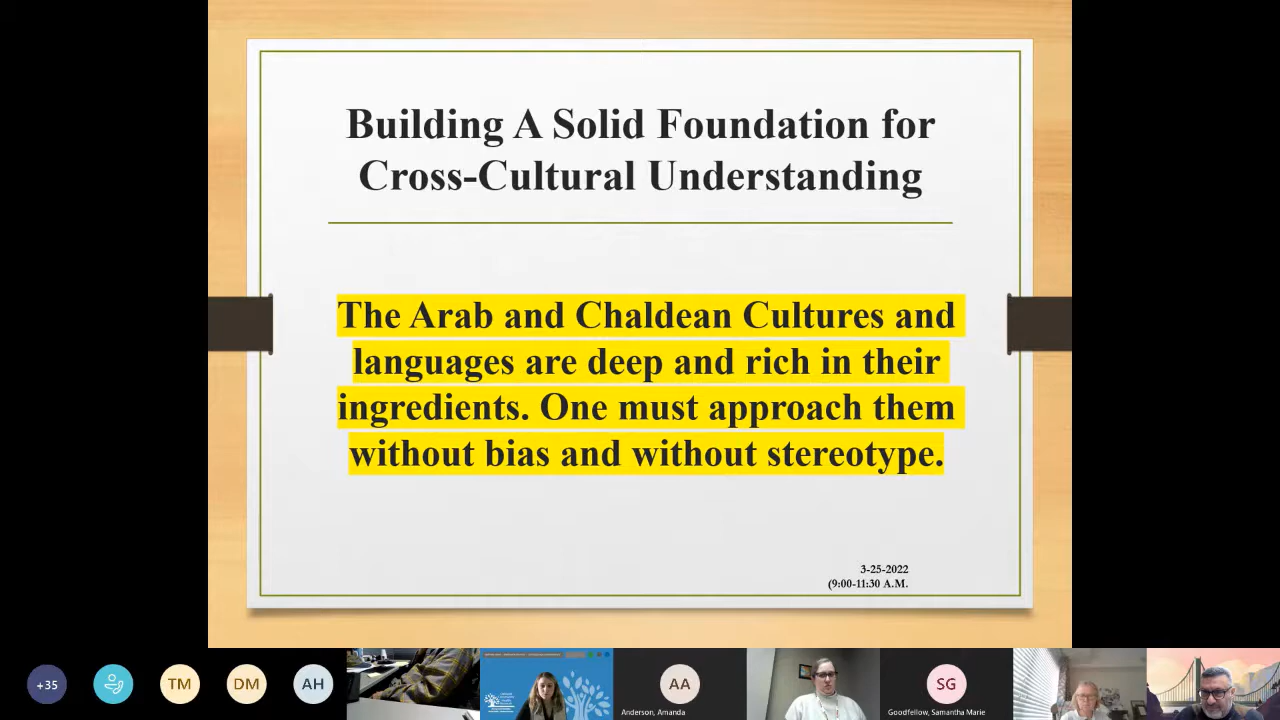 Building A Solid Foundation for
Cross-Cultural Understanding
The Arab and Chaldean Cultures and
languages are deep and rich in their
ingredients. One must approach them
without bias and without stereotype.
3-25-2022
(9:00-11:30 A.M.
+35
TM
DM
AH
AA
Anderson, Amanda
SG
Goodfellow, Samantha Marie